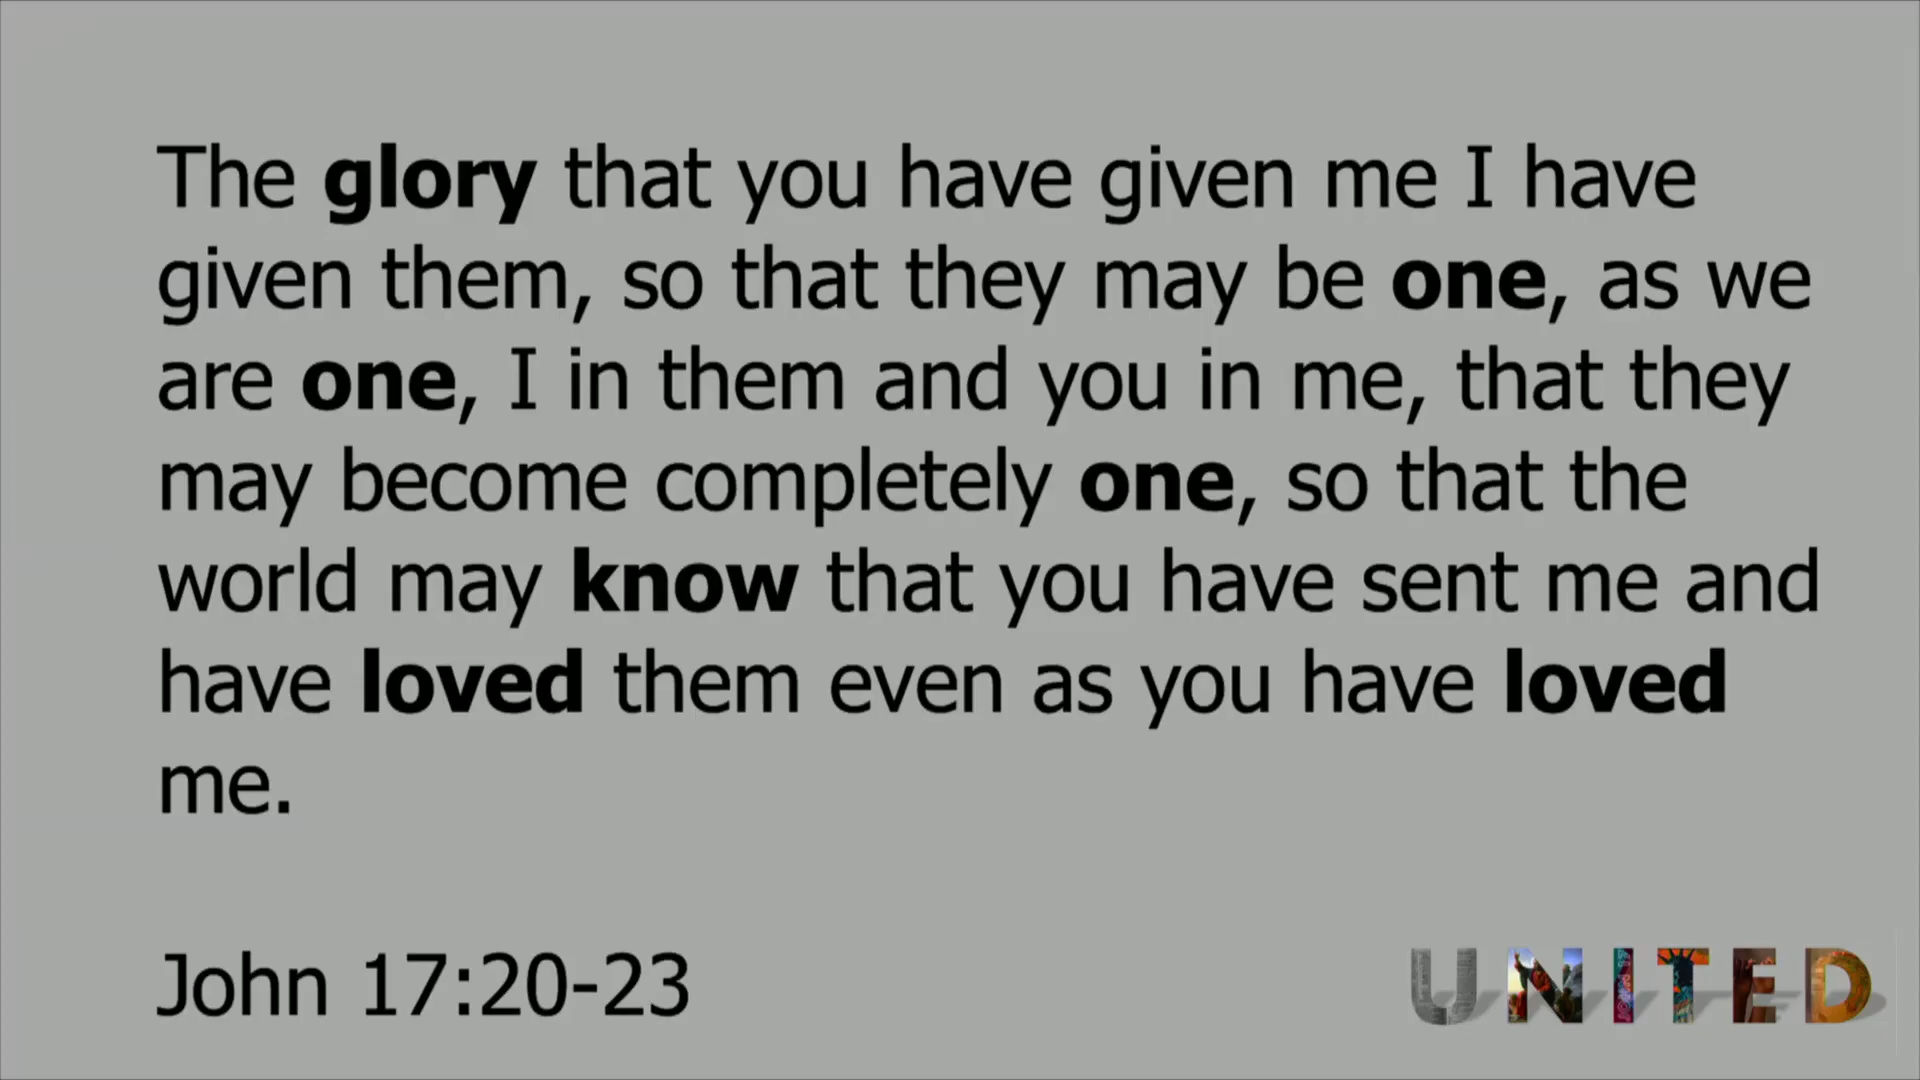 The glory that you have given me I have
given them, so that they may be one, as we
are one, I in them and you in me, that they
may become completely one, so that the
world may know that you have sent me and
have loved them even as you have loved
me.
John 17:20-23
UNITED